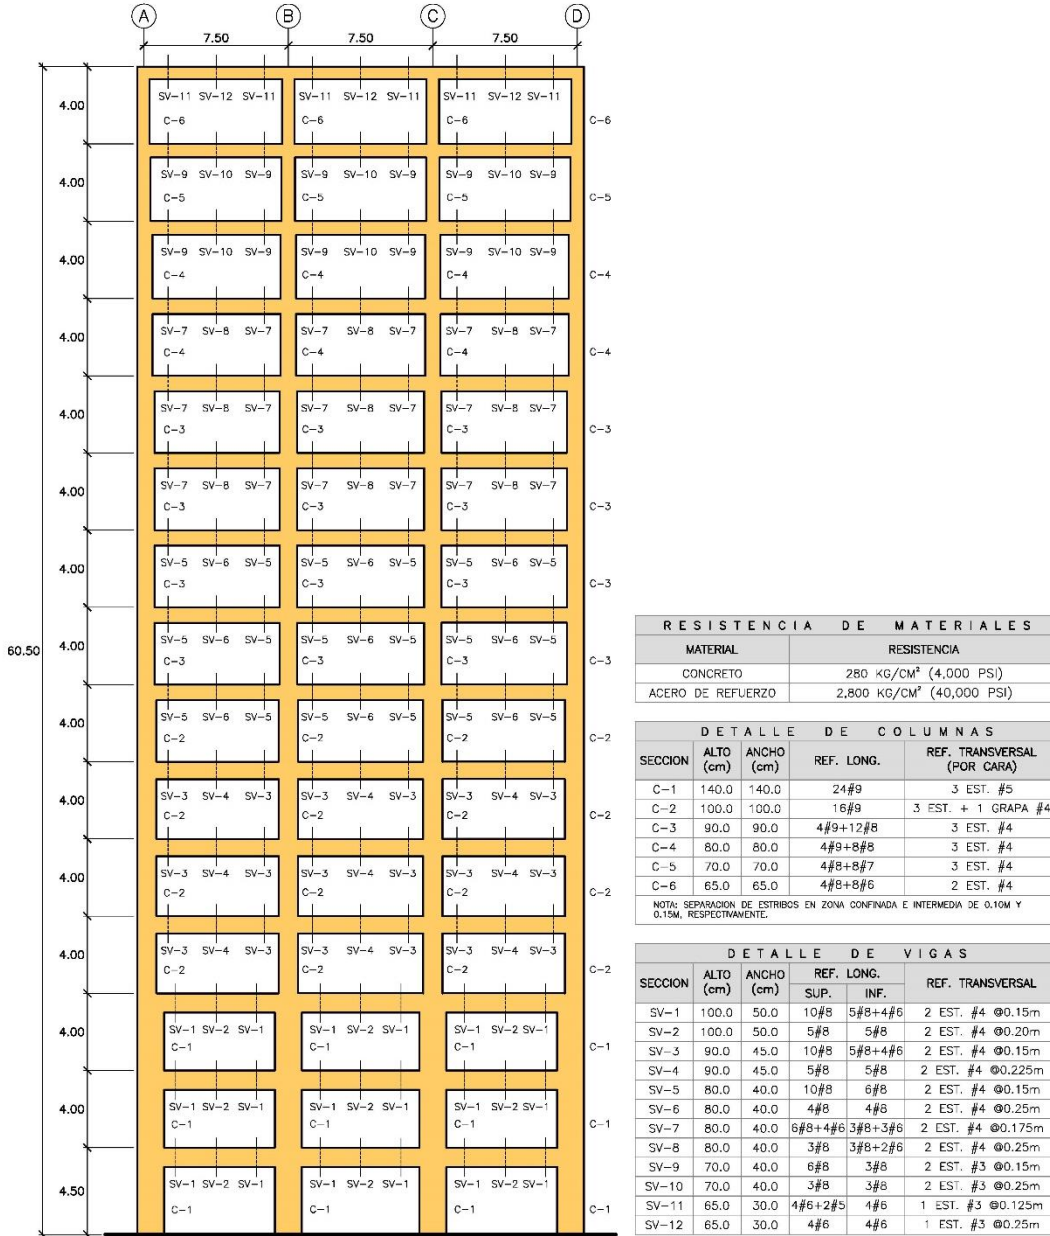 A B C D
7.50 7.50 7.50
4.00 SV-11 SV-12 SV-11 SV-11 SV-12 SV-11 SV-11 SV-12 SV-11
C-6 C-6 C-6 C-6
4.00 SV-9 SV-10 SV-9 SV-9 SV-10 SV-9 SV-9 SV-10 SV-9
C-5 C-5 C-5 C-5
4.00 SV-9 SV-10 SV-9 SV-9 SV-10 SV-9 SV-9 SV-10 SV-9
C-4 C-4 C-4 C-4
4.00 SV-7 SV-8 SV-7 SV-7 SV-8 SV-7 SV-7 SV-8 SV-7
C-4 C-4 C-4 C-4
4.00 SV-7 SV-8 SV-7 SV-7 SV-8 SV-7 SV-7 SV-8 SV-7
C-3 C-3 C-3 C-3
4.00 SV-7 SV-8 SV-7 SV-7 SV-8 SV-7 SV-7 SV-8 SV-7
C-3 C-3 C-3 C-3
4.00 SV-5 SV-6 SV-5 SV-5 SV-6 SV-5 SV-5 SV-6 SV-5
C-3 C-3 C-3 C-3
60.50
4.00 SV-5 SV-6 SV-5 SV-5 SV-6 SV-5 SV-5 SV-6 SV-5
C-3 C-3 C-3 C-3
4.00 SV-5 SV-6 SV-5 SV-5 SV-6 SV-5 SV-5 SV-6 SV-5
C-2 C-2 C-2 C-2
4.00 SV-3 SV-4 SV-3 SV-3 SV-4 SV-3 SV-3 SV-4 SV-3
C-2 C-2 C-2 C-2
4.00 SV-3 SV-4 SV-3 SV-3 SV-4 SV-3 SV-3 SV-4 SV-3
C-2 C-2 C-2 C-2
4.00 SV-3 SV-4 SV-3 SV-3 SV-4 SV-3 SV-3 SV-4 SV-3
C-2 C-2 C-2 C-2
4.00 SV-1 SV-2 SV-1 SV-1 SV-2 SV-1 SV-1 SV-2 SV-1
C-1 C-1 C-1 C-1
4.00 SV-1 SV-2 SV-1 SV-1 SV-2 SV-1 SV-1 SV-2 SV-1
C-1 C-1 C-1 C-1
4.50 SV-1 SV-2 SV-1 SV-1 SV-2 SV-1 SV-1 SV-2 SV-1
C-1 C-1 C-1 C-1
RESISTENCIA DE MATERIALES
MATERIAL RESISTENCIA
CONCRETO 280 KG/CM² (4,000 PSI)
ACERO DE REFUERZO 2,800 KG/CM² (40,000 PSI)
DETALLE DE COLUMNAS
SECCION ALTO (cm) ANCHO (cm) REF. LONG. REF. TRANSVERSAL (POR CARA)
C-1 140.0 140.0 24#9 3 EST. #5
C-2 100.0 100.0 16#9 3 EST. + 1 GRAPA #4
C-3 90.0 90.0 4#9+12#8 3 EST. #4
C-4 80.0 80.0 4#9+8#8 3 EST. #4
C-5 70.0 70.0 4#8+8#7 3 EST. #4
C-6 65.0 65.0 4#8+8#6 2 EST. #4
NOTA: SEPARACION DE ESTRIBOS EN ZONA CONFINADA E INTERMEDIA DE 0.10M Y
0.15M, RESPECTIVAMENTE.
DETALLE DE VIGAS
SECCION ALTO (cm) ANCHO (cm) REF. LONG. REF. TRANSVERSAL
SUP. INF.
SV-1 100.0 50.0 10#8 5#8+4#6 2 EST. #4 @0.15m
SV-2 100.0 50.0 5#8 5#8 2 EST. #4 @0.20m
SV-3 90.0 45.0 10#8 5#8+4#6 2 EST. #4 @0.15m
SV-4 90.0 45.0 5#8 5#8 2 EST. #4 @0.225m
SV-5 80.0 40.0 10#8 6#8 2 EST. #4 @0.15m
SV-6 80.0 40.0 4#8 4#8 2 EST. #4 @0.25m
SV-7 80.0 40.0 6#8+4#6 3#8+3#6 2 EST. #4 @0.175m
SV-8 80.0 40.0 3#8 3#8+2#6 2 EST. #4 @0.25m
SV-9 70.0 40.0 6#8 3#8 2 EST. #3 @0.15m
SV-10 70.0 40.0 3#8 3#8 2 EST. #3 @0.25m
SV-11 65.0 30.0 4#6+2#5 4#6 1 EST. #3 @0.125m
SV-12 65.0 30.0 4#6 4#6 1 EST. #3 @0.25m